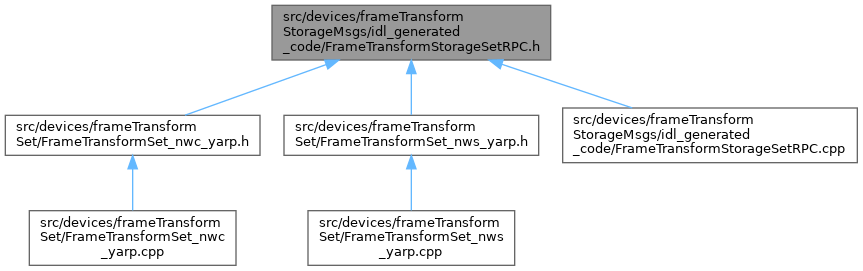 src/devices/frameTransform
StorageMsgs/idl_generated
_code/FrameTransformStorageSetRPC.h
src/devices/frameTransform
Set/FrameTransformSet_nwc_yarp.h
src/devices/frameTransform
Set/FrameTransformSet_nws_yarp.h
src/devices/frameTransform
StorageMsgs/idl_generated
_code/FrameTransformStorageSetRPC.cpp
src/devices/frameTransform
Set/FrameTransformSet_nwc
_yarp.cpp
src/devices/frameTransform
Set/FrameTransformSet_nws
_yarp.cpp